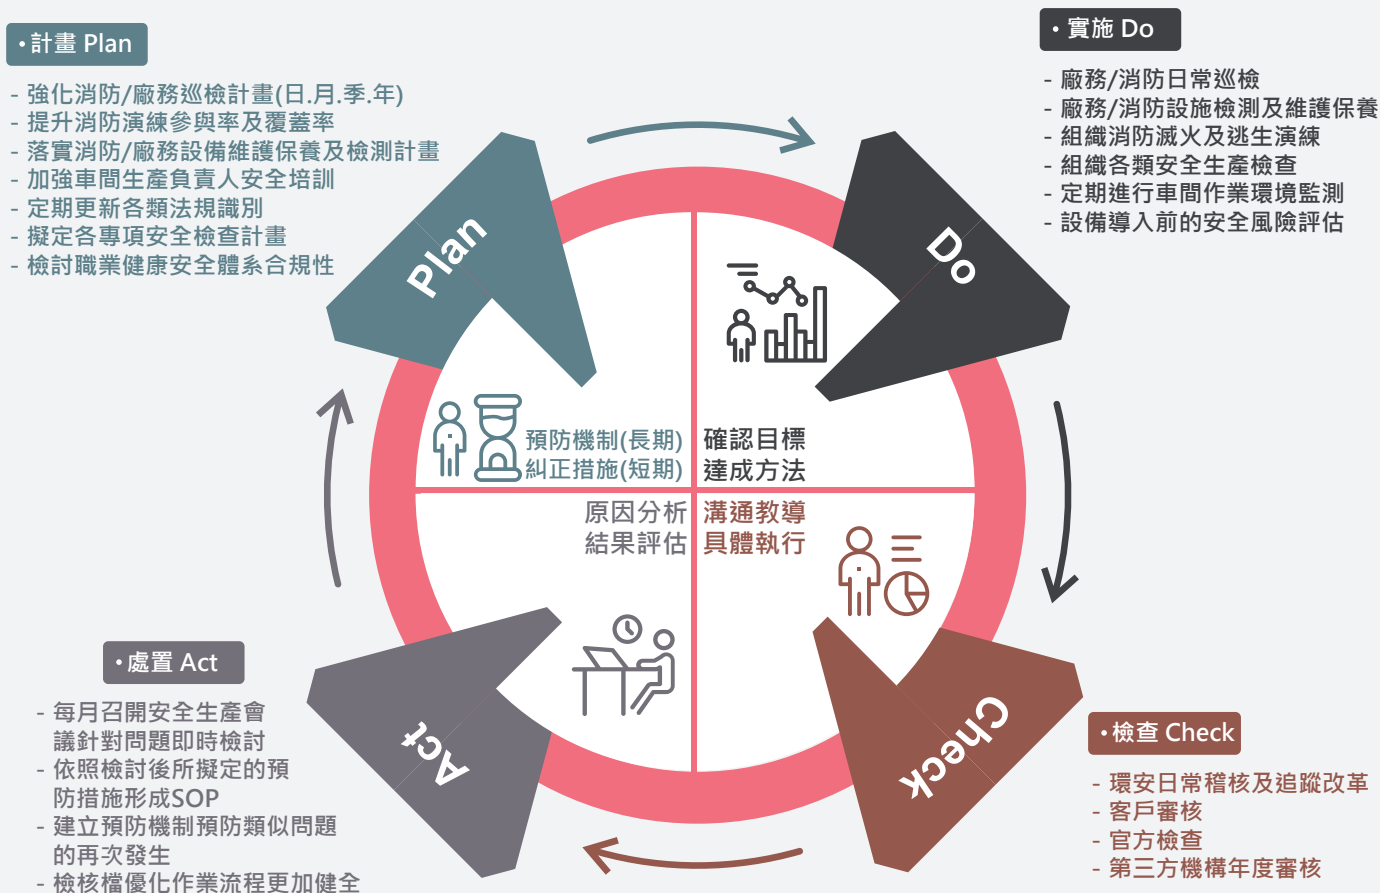 •計畫 Plan
- 強化消防/廠務巡檢計畫(日.月.季.年)
- 提升消防演練參與率及覆蓋率
- 落實消防/廠務設備維護保養及檢測計畫
- 加強車間生產負責人安全培訓
- 定期更新各類法規識別
- 擬定各專項安全檢查計畫
- 檢討職業健康安全體系合規性
•實施 Do
- 廠務/消防日常巡檢
- 廠務/消防設施檢測及維護保養
- 組織消防滅火及逃生演練
- 組織各類安全生產檢查
- 定期進行車間作業環境監測
- 設備導入前的安全風險評估
Plan
Do
預防機制(長期)
糾正措施(短期)
確認目標
達成方法
原因分析
結果評估
溝通教導
具體執行
Act
Check
•處置 Act
- 每月召開安全生產會
議針對問題即時檢討
- 依照檢討後所擬定的預
防措施形成SOP
- 建立預防機制預防類似問題
的再次發生
- 檢核檔優化作業流程更加健全
•檢查 Check
- 環安日常稽核及追蹤改革
- 客戶審核
- 官方檢查
- 第三方機構年度審核